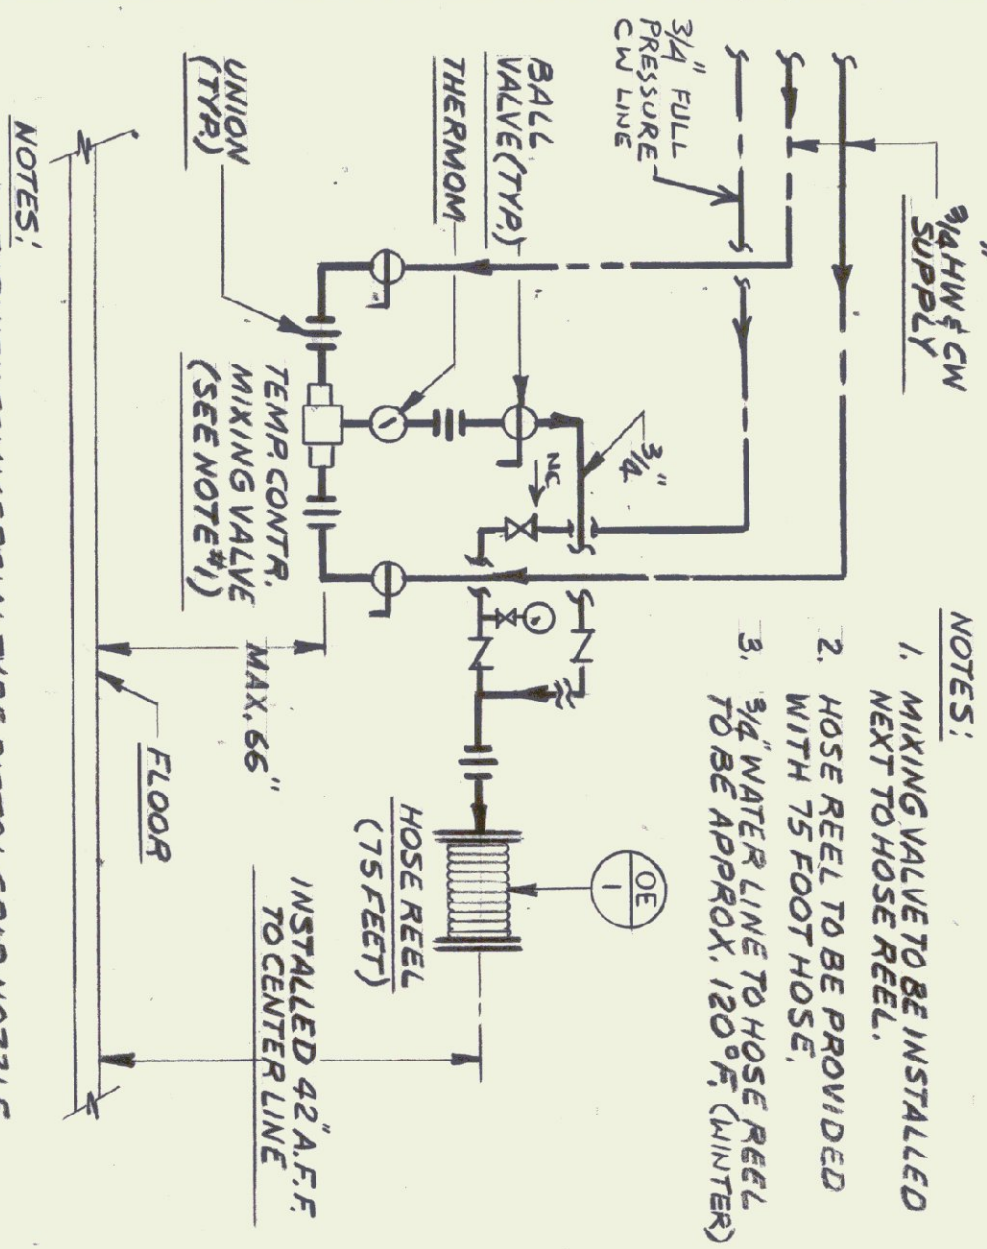 NOTES:
1. MIXING VALVE TO BE INSTALLED
NEXT TO HOSE REEL.
2. HOSE REEL TO BE PROVIDED
WITH 75 FOOT HOSE.
3. 3/4" WATER LINE TO HOSE REEL
TO BE APPROX. 120°F. (WINTER)
3/4" HW & CW
SUPPLY
3/4" FULL
PRESSURE
CW LINE
BALL
VALVE (TYP.)
THERMOM
UNION
(TYP.)
3/4"
NC
TEMP. CONTR.
MIXING VALVE
(SEE NOTE #1)
MAX. 66"
FLOOR
OE
1
HOSE REEL
(75 FEET)
INSTALLED 42" A.F.F.
TO CENTER LINE
NOTES: